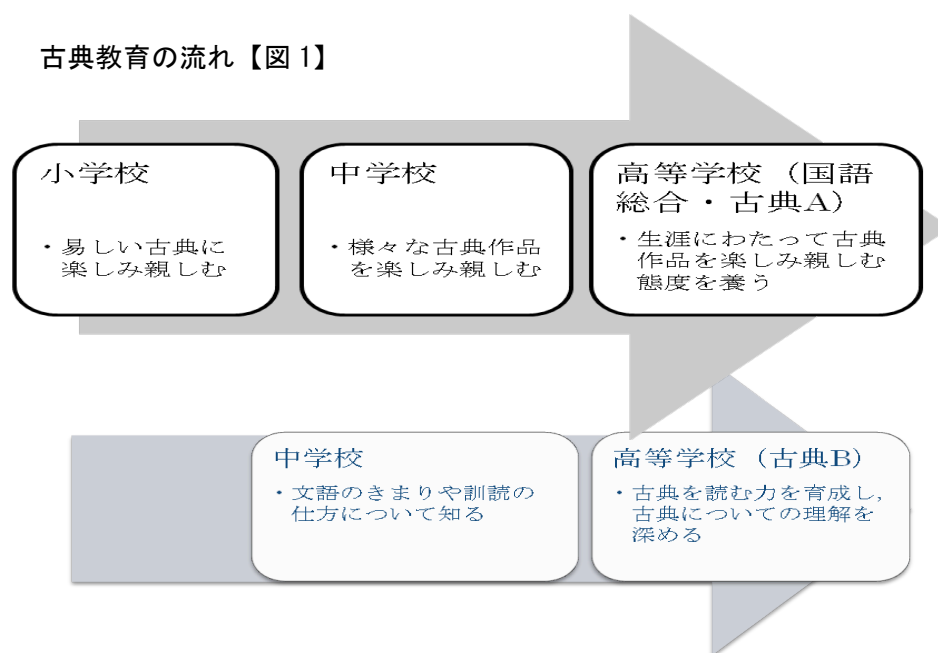 古典教育の流れ【図1】
小学校
・易しい古典に
楽しみ親しむ
中学校
・様々な古典作品
を楽しみ親しむ
高等学校（国語
総合・古典A）
・生涯にわたって古典
作品を楽しみ親しむ
態度を養う
中学校
・文語のきまりや訓読の
仕方について知る
高等学校（古典B）
・古典を読む力を育成し,
古典についての理解を
深める